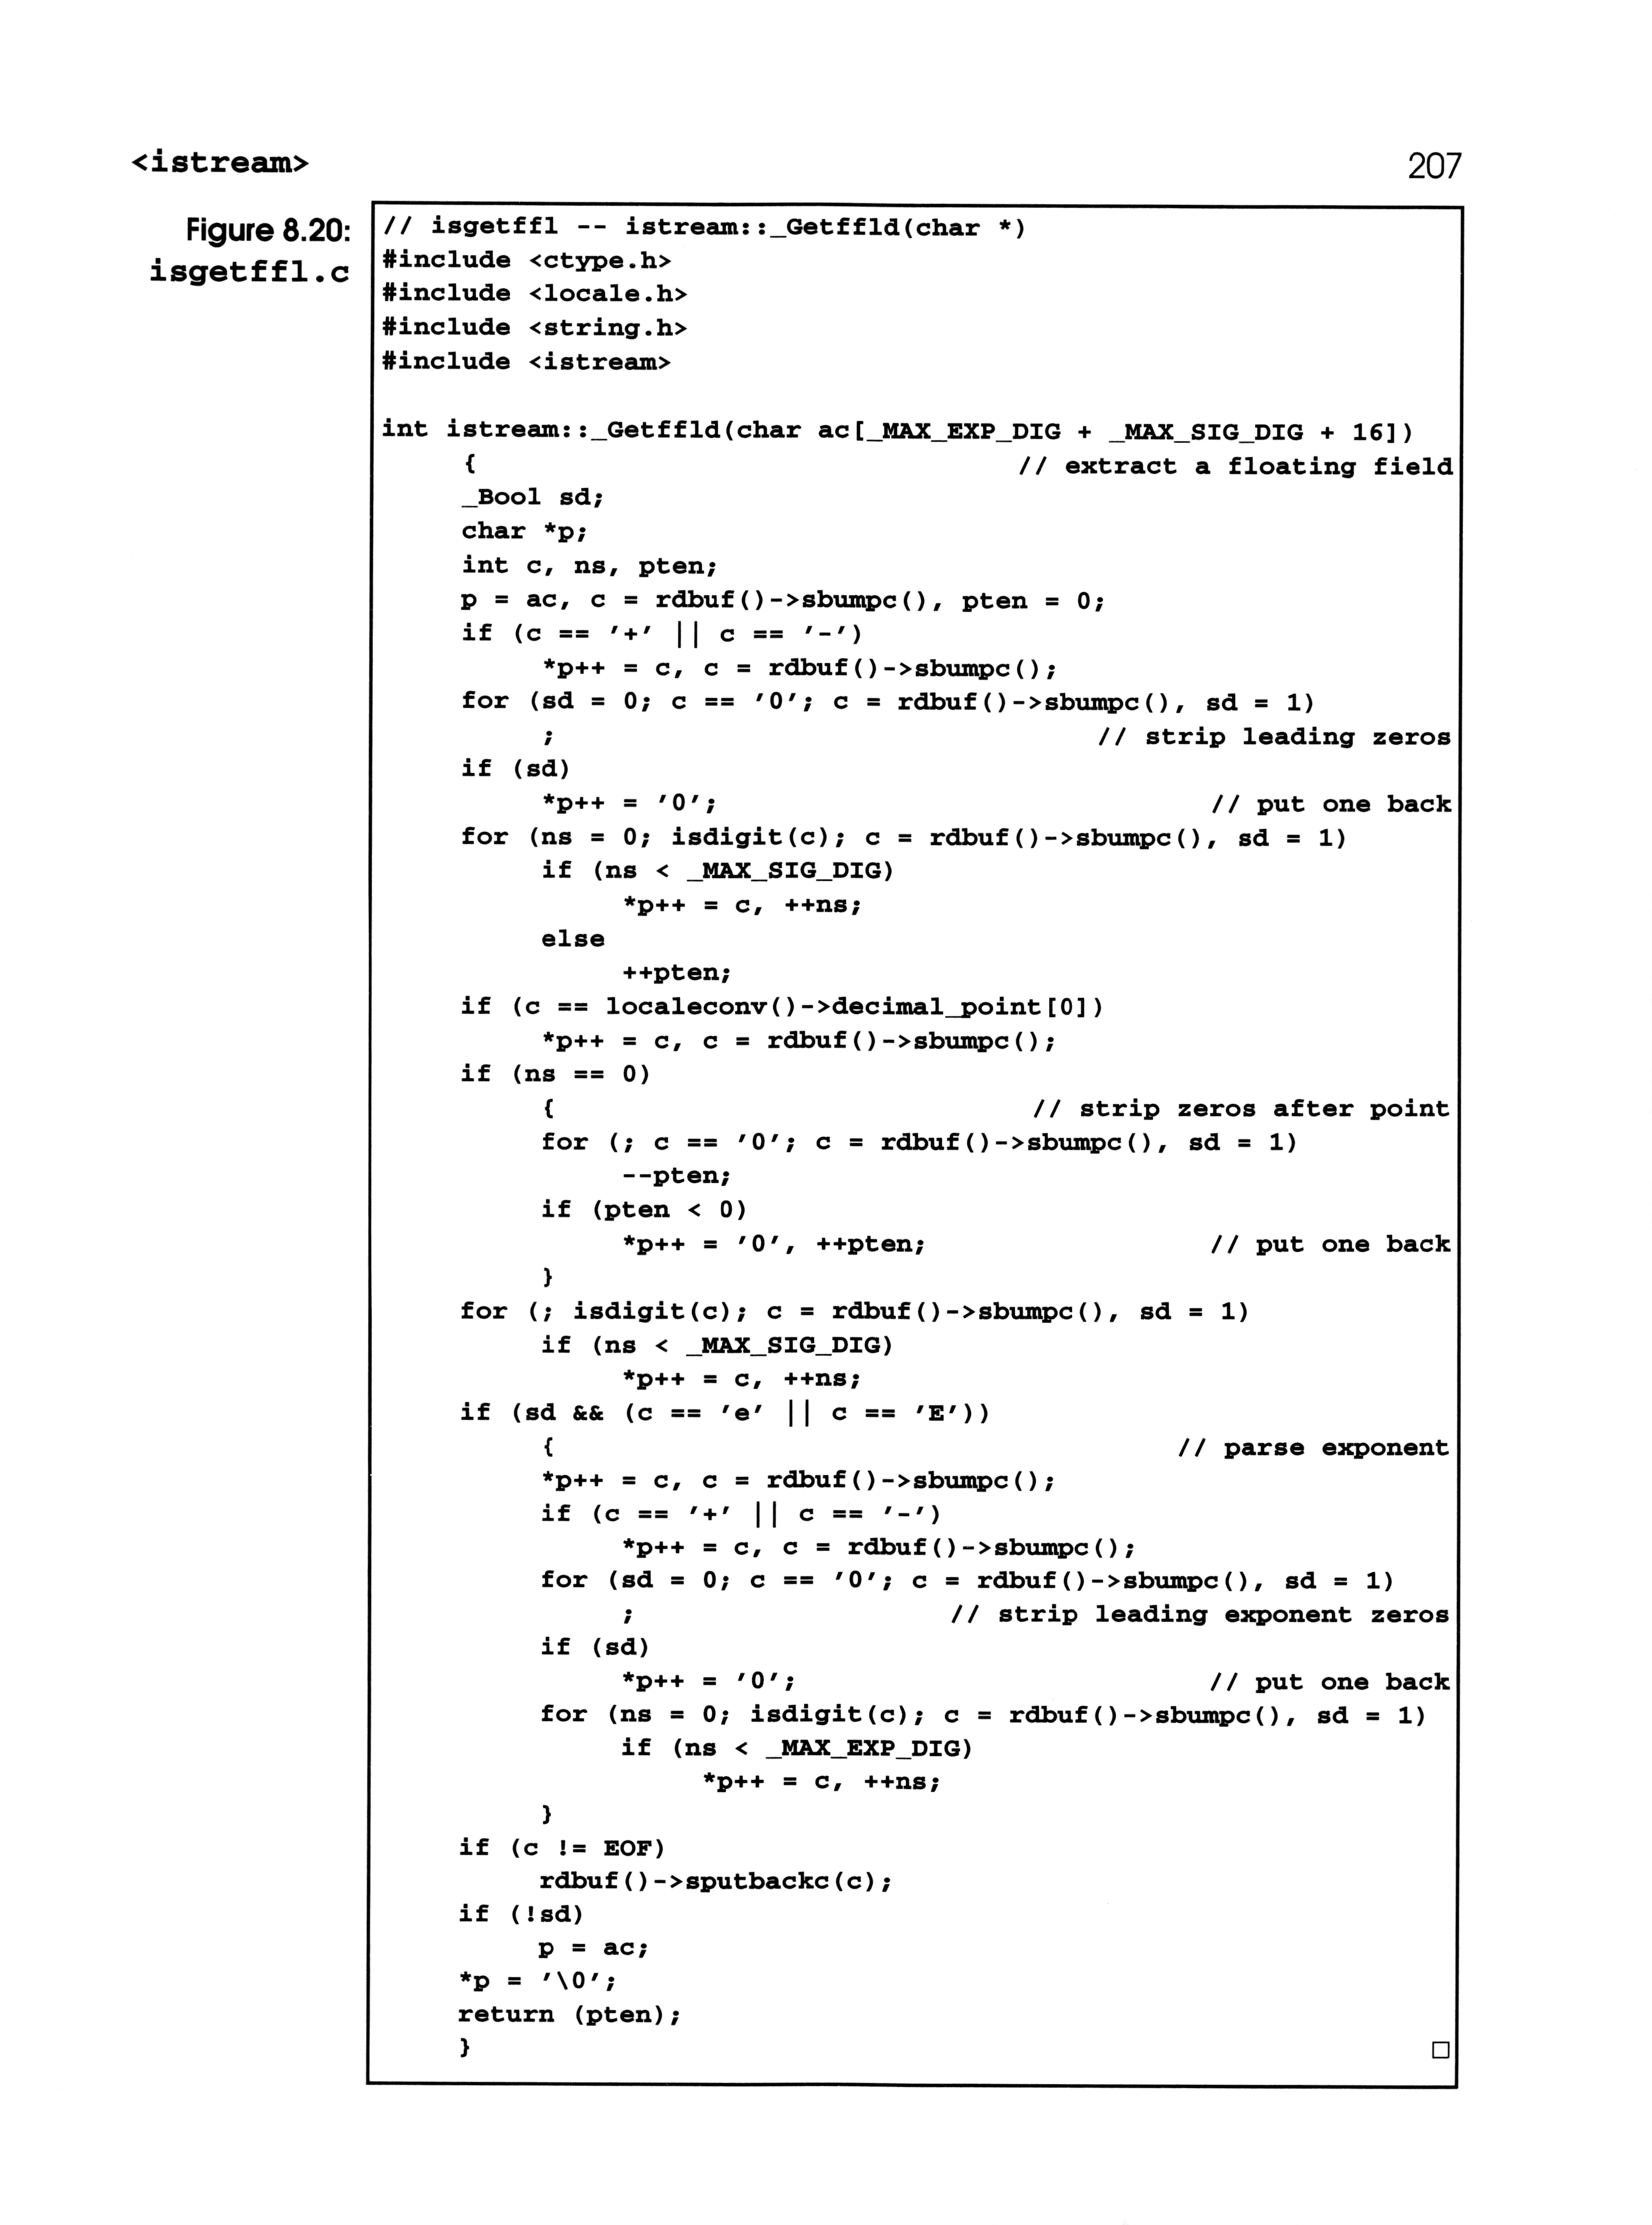 <istream>
207
Figure 8.20:
isgetffl.c
// isgetffl -- istream::_Getffld(char *)
#include <ctype.h>
#include <locale.h>
#include <string.h>
#include <istream>
int istream::_Getffld(char ac[_MAX_EXP_DIG + _MAX_SIG_DIG + 16])
{ // extract a floating field
_Bool sd;
char *p;
int c, ns, pten;
p = ac, c = rdbuf()->sbumpc(), pten = 0;
if (c == '+' || c == '-')
*p++ = c, c = rdbuf()->sbumpc();
for (sd = 0; c == '0'; c = rdbuf()->sbumpc(), sd = 1)
; // strip leading zeros
if (sd)
*p++ = '0'; // put one back
for (ns = 0; isdigit(c); c = rdbuf()->sbumpc(), sd = 1)
if (ns < _MAX_SIG_DIG)
*p++ = c, ++ns;
else
++pten;
if (c == localeconv()->decimal_point[0])
*p++ = c, c = rdbuf()->sbumpc();
if (ns == 0)
{ // strip zeros after point
for (; c == '0'; c = rdbuf()->sbumpc(), sd = 1)
--pten;
if (pten < 0)
*p++ = '0', ++pten; // put one back
}
for (; isdigit(c); c = rdbuf()->sbumpc(), sd = 1)
if (ns < _MAX_SIG_DIG)
*p++ = c, ++ns;
if (sd && (c == 'e' || c == 'E'))
{ // parse exponent
*p++ = c, c = rdbuf()->sbumpc();
if (c == '+' || c == '-')
*p++ = c, c = rdbuf()->sbumpc();
for (sd = 0; c == '0'; c = rdbuf()->sbumpc(), sd = 1)
; // strip leading exponent zeros
if (sd)
*p++ = '0'; // put one back
for (ns = 0; isdigit(c); c = rdbuf()->sbumpc(), sd = 1)
if (ns < _MAX_EXP_DIG)
*p++ = c, ++ns;
}
if (c != EOF)
rdbuf()->sputbackc(c);
if (!sd)
p = ac;
*p = '\0';
return (pten);
} □